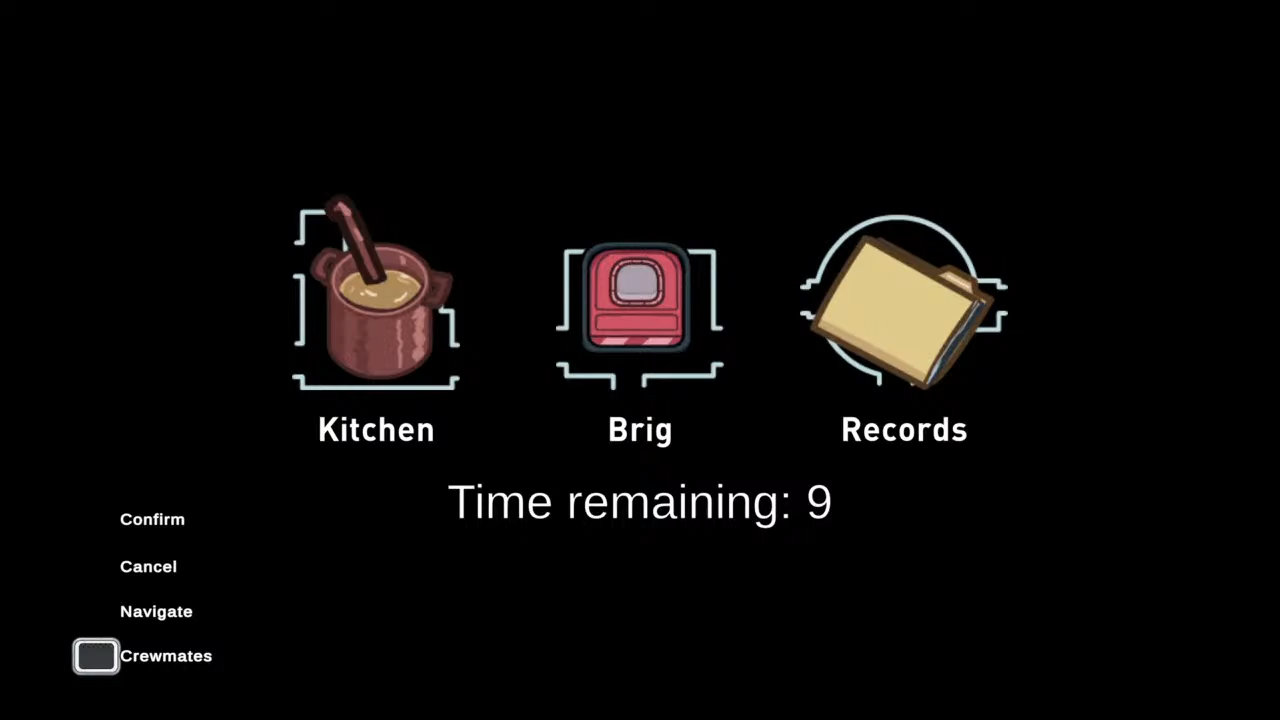 Kitchen
Brig
Records
Time remaining: 9
Confirm
Cancel
Navigate
Crewmates